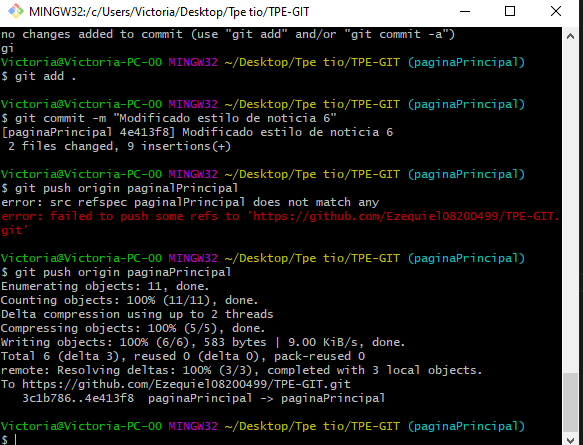 MINGW32:/c/Users/Victoria/Desktop/Tpe tio/TPE-GIT
no changes added to commit (use "git add" and/or "git commit -a")
gi
Victoria@Victoria-PC-OO MINGW32 ~/Desktop/Tpe tio/TPE-GIT (paginaPrincipal)
$ git add .
Victoria@Victoria-PC-OO MINGW32 ~/Desktop/Tpe tio/TPE-GIT (paginaPrincipal)
$ git commit -m "Modificado estilo de noticia 6"
[paginaPrincipal 4e413f8] Modificado estilo de noticia 6
 2 files changed, 9 insertions(+)
Victoria@Victoria-PC-OO MINGW32 ~/Desktop/Tpe tio/TPE-GIT (paginaPrincipal)
$ git push origin paginalPrincipal
error: src refspec paginalPrincipal does not match any
error: failed to push some refs to 'https://github.com/Ezequiel08200499/TPE-GIT.
git'
Victoria@Victoria-PC-OO MINGW32 ~/Desktop/Tpe tio/TPE-GIT (paginaPrincipal)
$ git push origin paginaPrincipal
Enumerating objects: 11, done.
Counting objects: 100% (11/11), done.
Delta compression using up to 2 threads
Compressing objects: 100% (5/5), done.
Writing objects: 100% (6/6), 583 bytes | 9.00 KiB/s, done.
Total 6 (delta 3), reused 0 (delta 0), pack-reused 0
remote: Resolving deltas: 100% (3/3), completed with 3 local objects.
To https://github.com/Ezequiel08200499/TPE-GIT.git
   3c1b786..4e413f8  paginaPrincipal -> paginaPrincipal
Victoria@Victoria-PC-OO MINGW32 ~/Desktop/Tpe tio/TPE-GIT (paginaPrincipal)
$